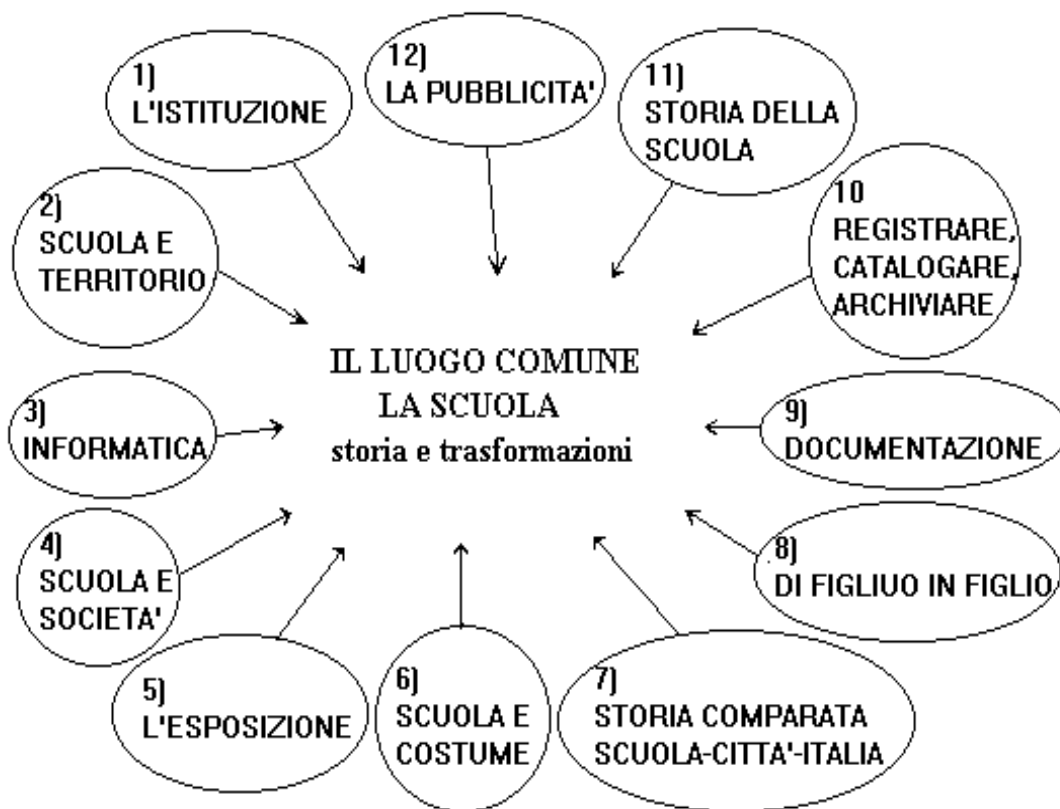 1)
L'ISTITUZIONE
12)
LA PUBBLICITA'
11)
STORIA DELLA
SCUOLA
2)
SCUOLA E
TERRITORIO
10
REGISTRARE,
CATALOGARE,
ARCHIVIARE
IL LUOGO COMUNE
LA SCUOLA
storia e trasformazioni
3)
INFORMATICA
9)
DOCUMENTAZIONE
4)
SCUOLA E
SOCIETA'
8)
DI FIGLIUO IN FIGLIO
5)
L'ESPOSIZIONE
6)
SCUOLA E
COSTUME
7)
STORIA COMPARATA
SCUOLA-CITTA'-ITALIA